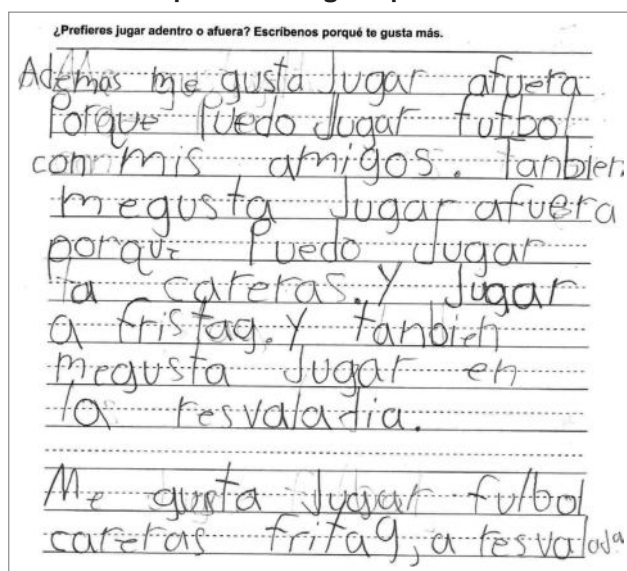 ¿Prefieres jugar adentro o afuera? Escríbenos porqué te gusta más.
Ademas me gusta Jugar afuera
Porque Puedo Jugar futbol
con mis amigos. Tanbien
megusta Jugar afuera
porque Puedo Jugar
a careras. Y Jugar
a fristag. Y tanbien
megusta Jugar en
la resvaladia.
Me gusta Jugar futbol
careras fritag, a resvalada